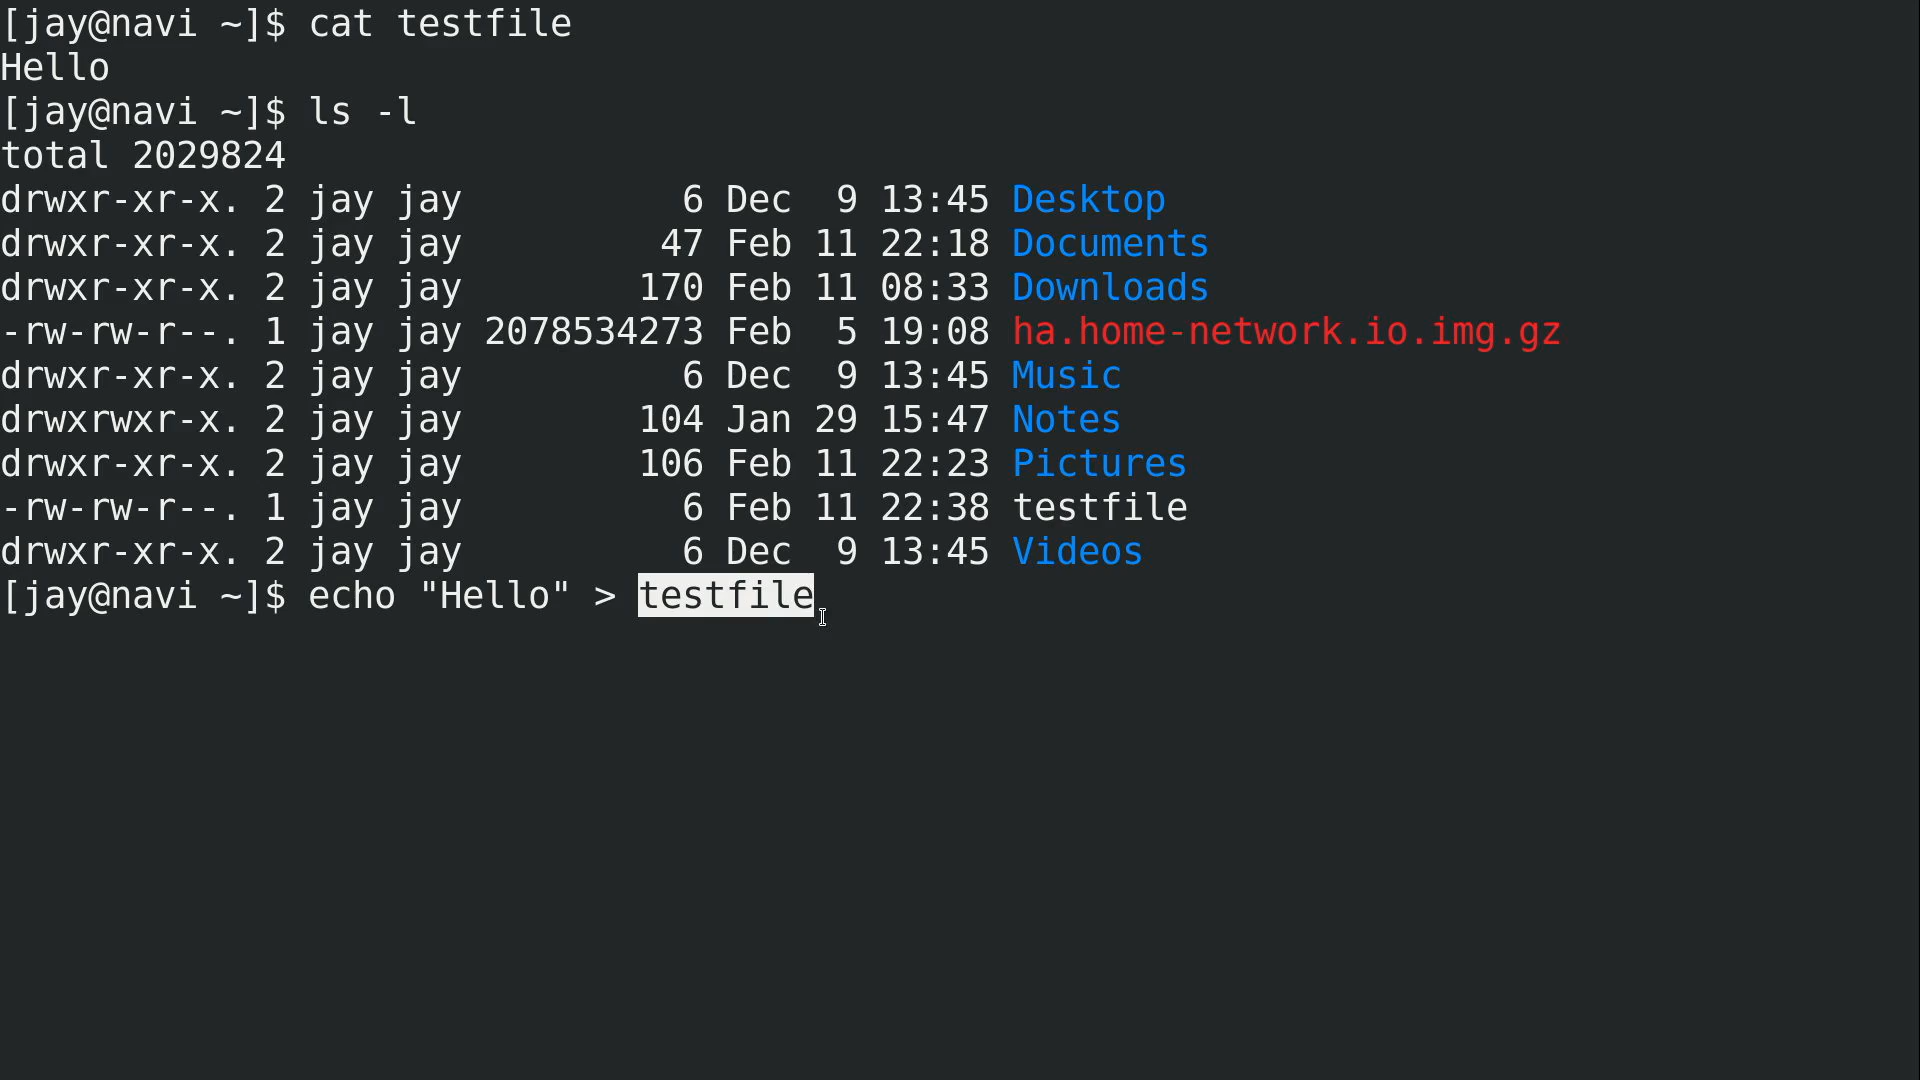 [jay@navi ~]$ cat testfile
Hello
[jay@navi ~]$ ls -l
total 2029824
drwxr-xr-x. 2 jay jay          6 Dec  9 13:45 Desktop
drwxr-xr-x. 2 jay jay         47 Feb 11 22:18 Documents
drwxr-xr-x. 2 jay jay        170 Feb 11 08:33 Downloads
-rw-rw-r--. 1 jay jay 2078534273 Feb  5 19:08 ha.home-network.io.img.gz
drwxr-xr-x. 2 jay jay          6 Dec  9 13:45 Music
drwxrwxr-x. 2 jay jay        104 Jan 29 15:47 Notes
drwxr-xr-x. 2 jay jay        106 Feb 11 22:23 Pictures
-rw-rw-r--. 1 jay jay          6 Feb 11 22:38 testfile
drwxr-xr-x. 2 jay jay          6 Dec  9 13:45 Videos
[jay@navi ~]$ echo "Hello" > testfile